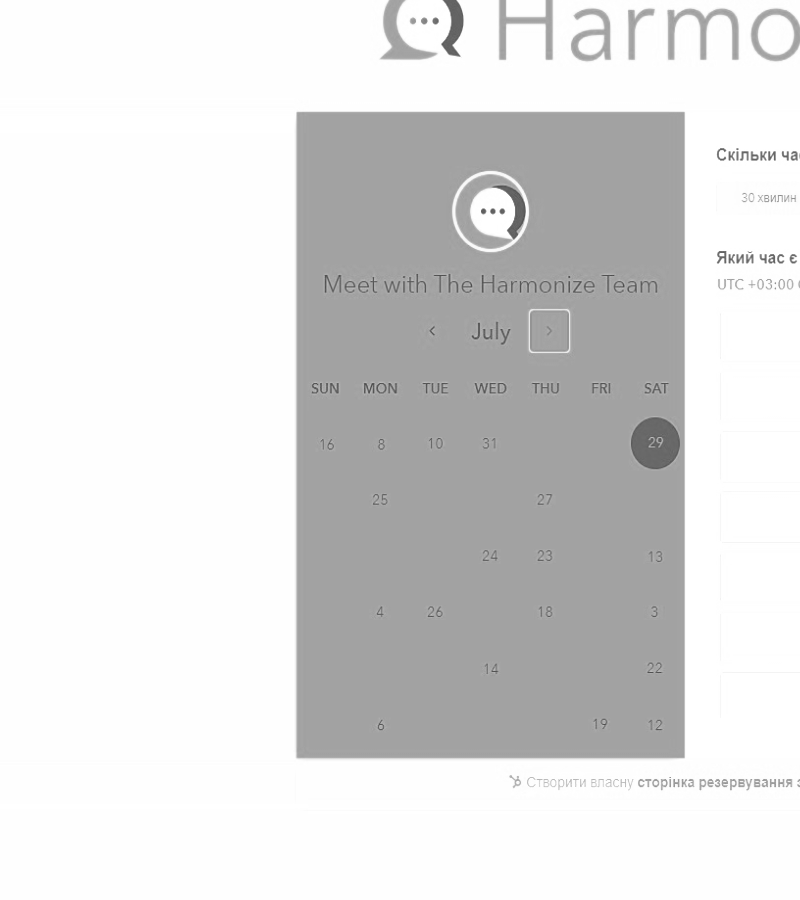 Harmo
Meet with The Harmonize Team
July
SUN MON TUE WED THU FRI SAT
16 8 10 31 29
25 27
24 23 13
4 26 18 3
14 22
6 19 12
Скільки ча
30 хвилин
Який час є
UTC +03:00
Створити власну сторінка резервування з